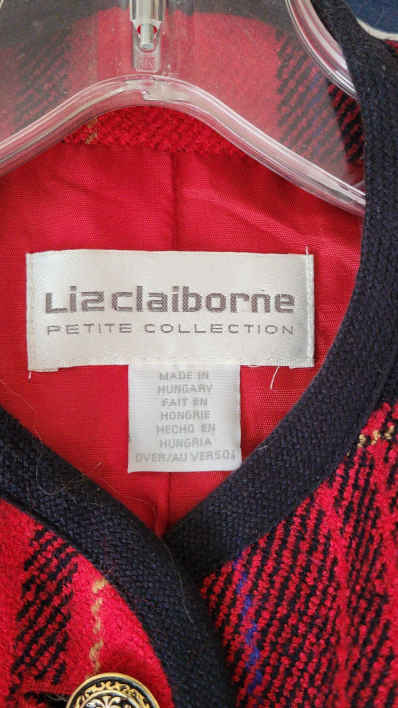 Liz claiborne
PETITE COLLECTION
MADE IN
HUNGARY
FAIT EN
HONGRIE
HECHO EN
HUNGRIA
OVER/AU VERSO/